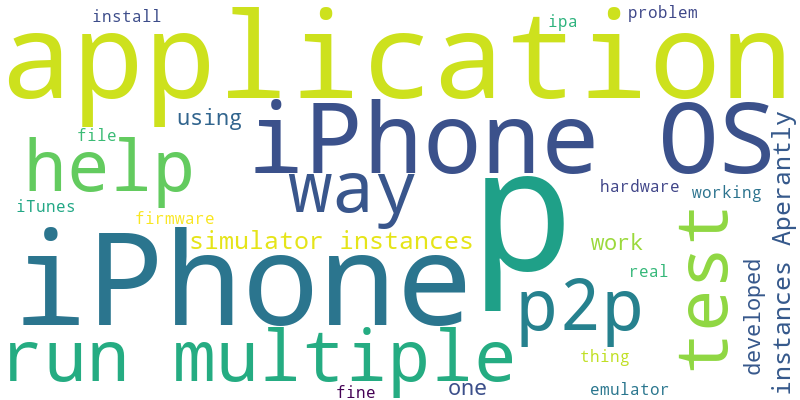 install
ipa
problem
application
using
file
iPhone OS
help
way
p
hardware
working
iTunes
firmware
simulator instances
work
test
iPhone
real
p2p
developed
instances Aperantly
run multiple
thing
fine
one
emulator